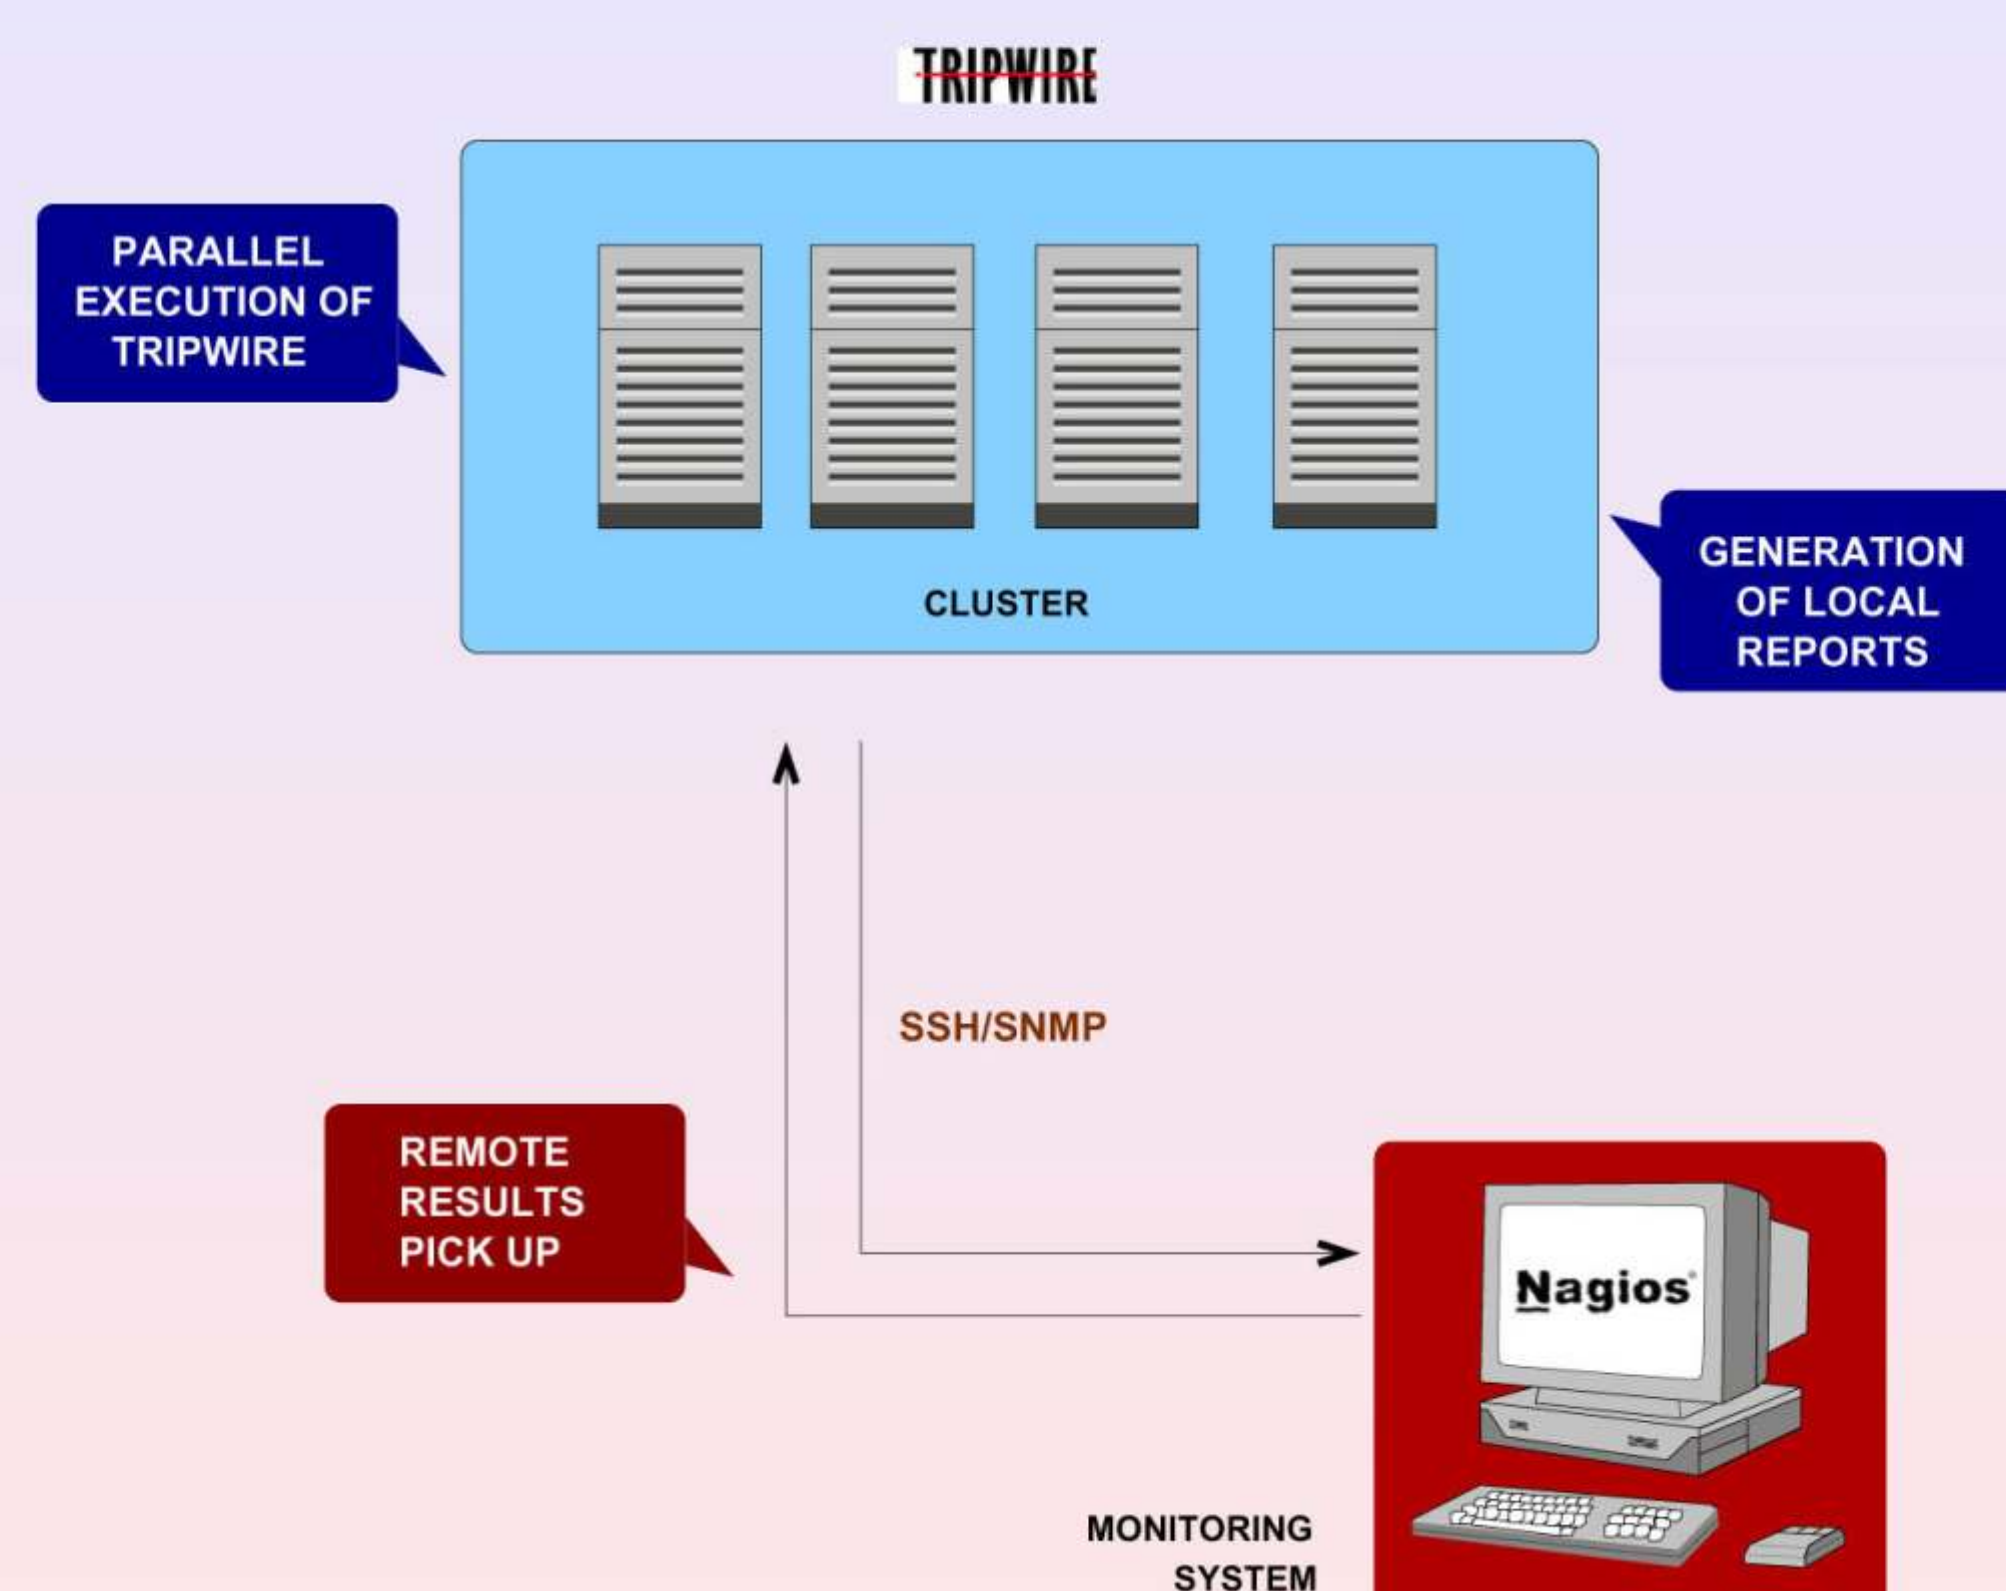 TRIPWIRE
PARALLEL
EXECUTION OF
TRIPWIRE
CLUSTER
GENERATION
OF LOCAL
REPORTS
SSH/SNMP
REMOTE
RESULTS
PICK UP
Nagios®
MONITORING
SYSTEM